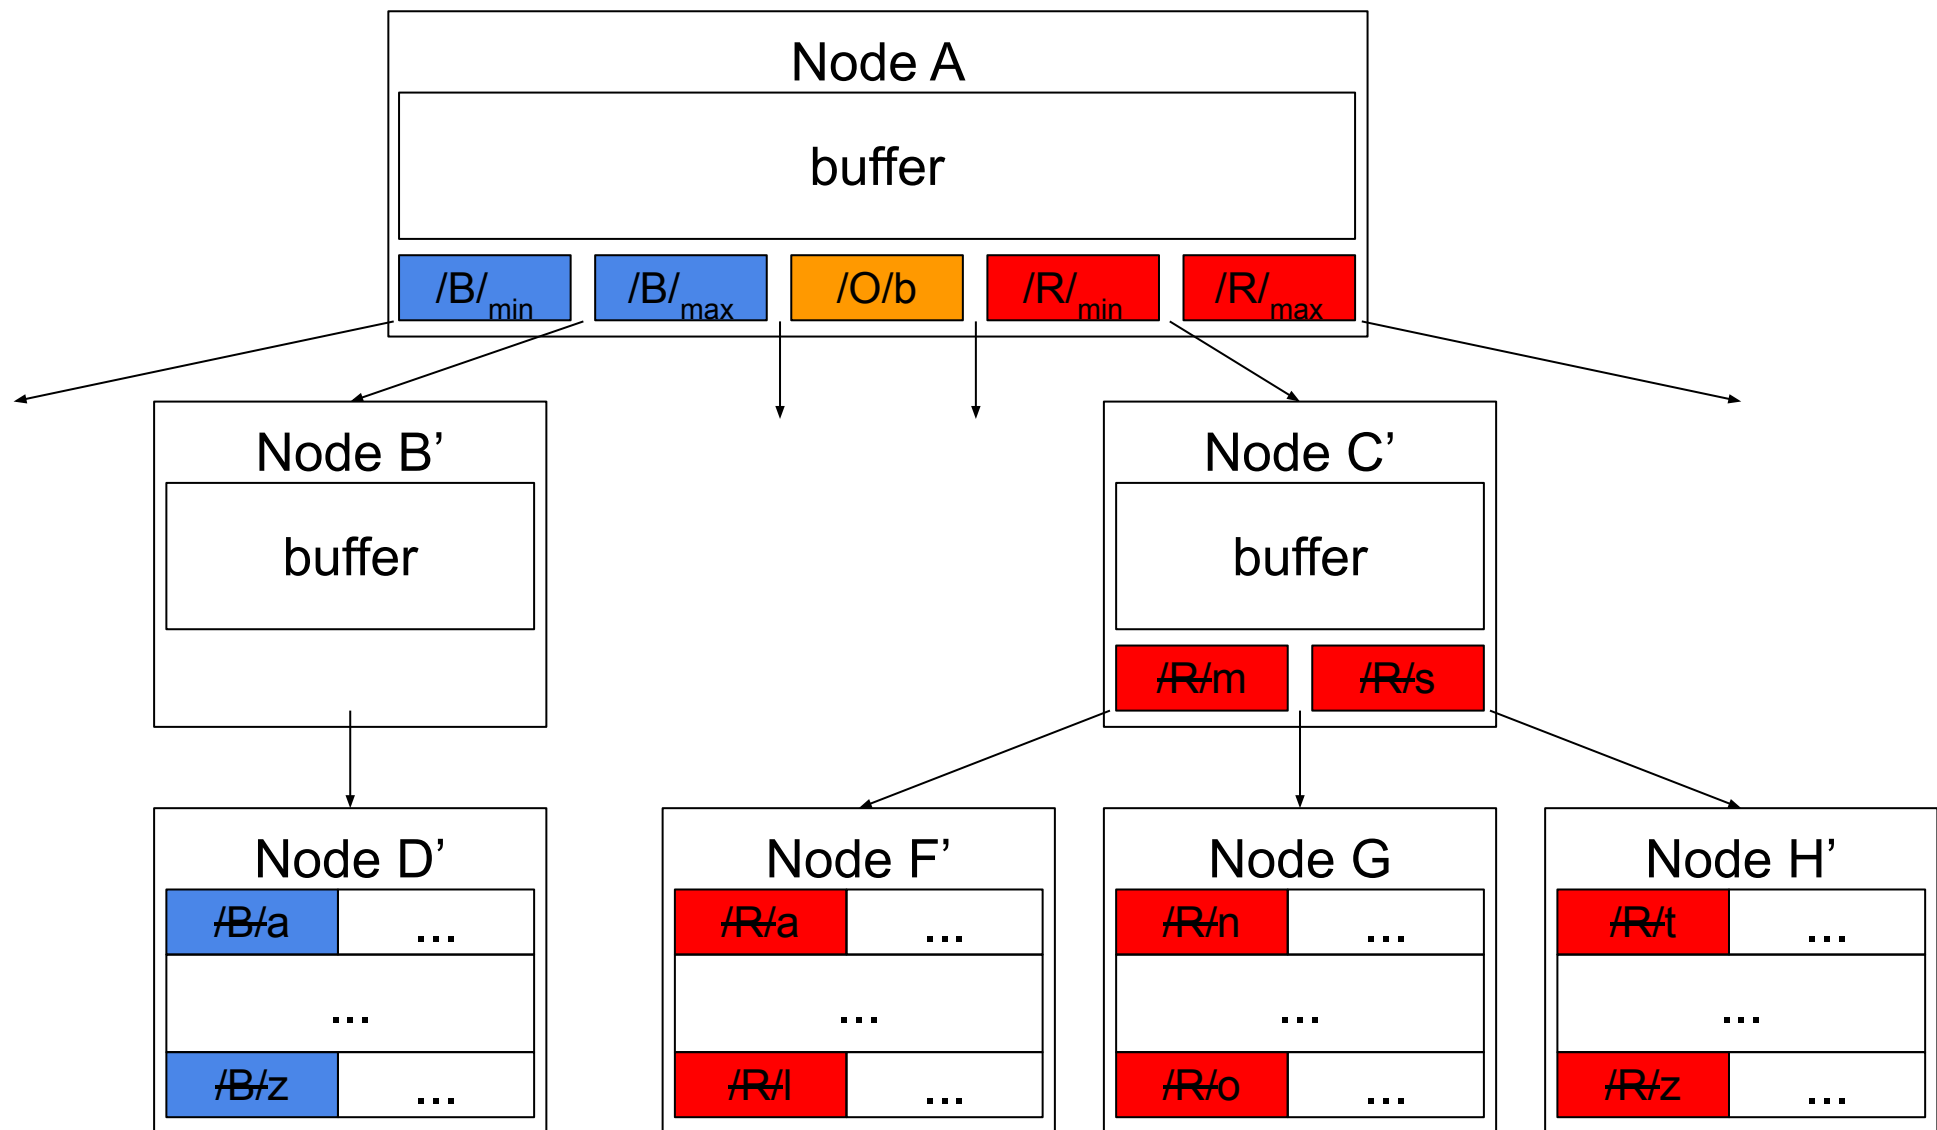 Node A
buffer
/B/min /B/max /O/b /R/min /R/max
Node B’ Node C’
buffer buffer
/R/m /R/s
Node D’ Node F’ Node G Node H’
/B/a ... /R/a ... /R/n ... /R/t ...
... ... ... ...
/B/z ... /R/l ... /R/o ... /R/z ...